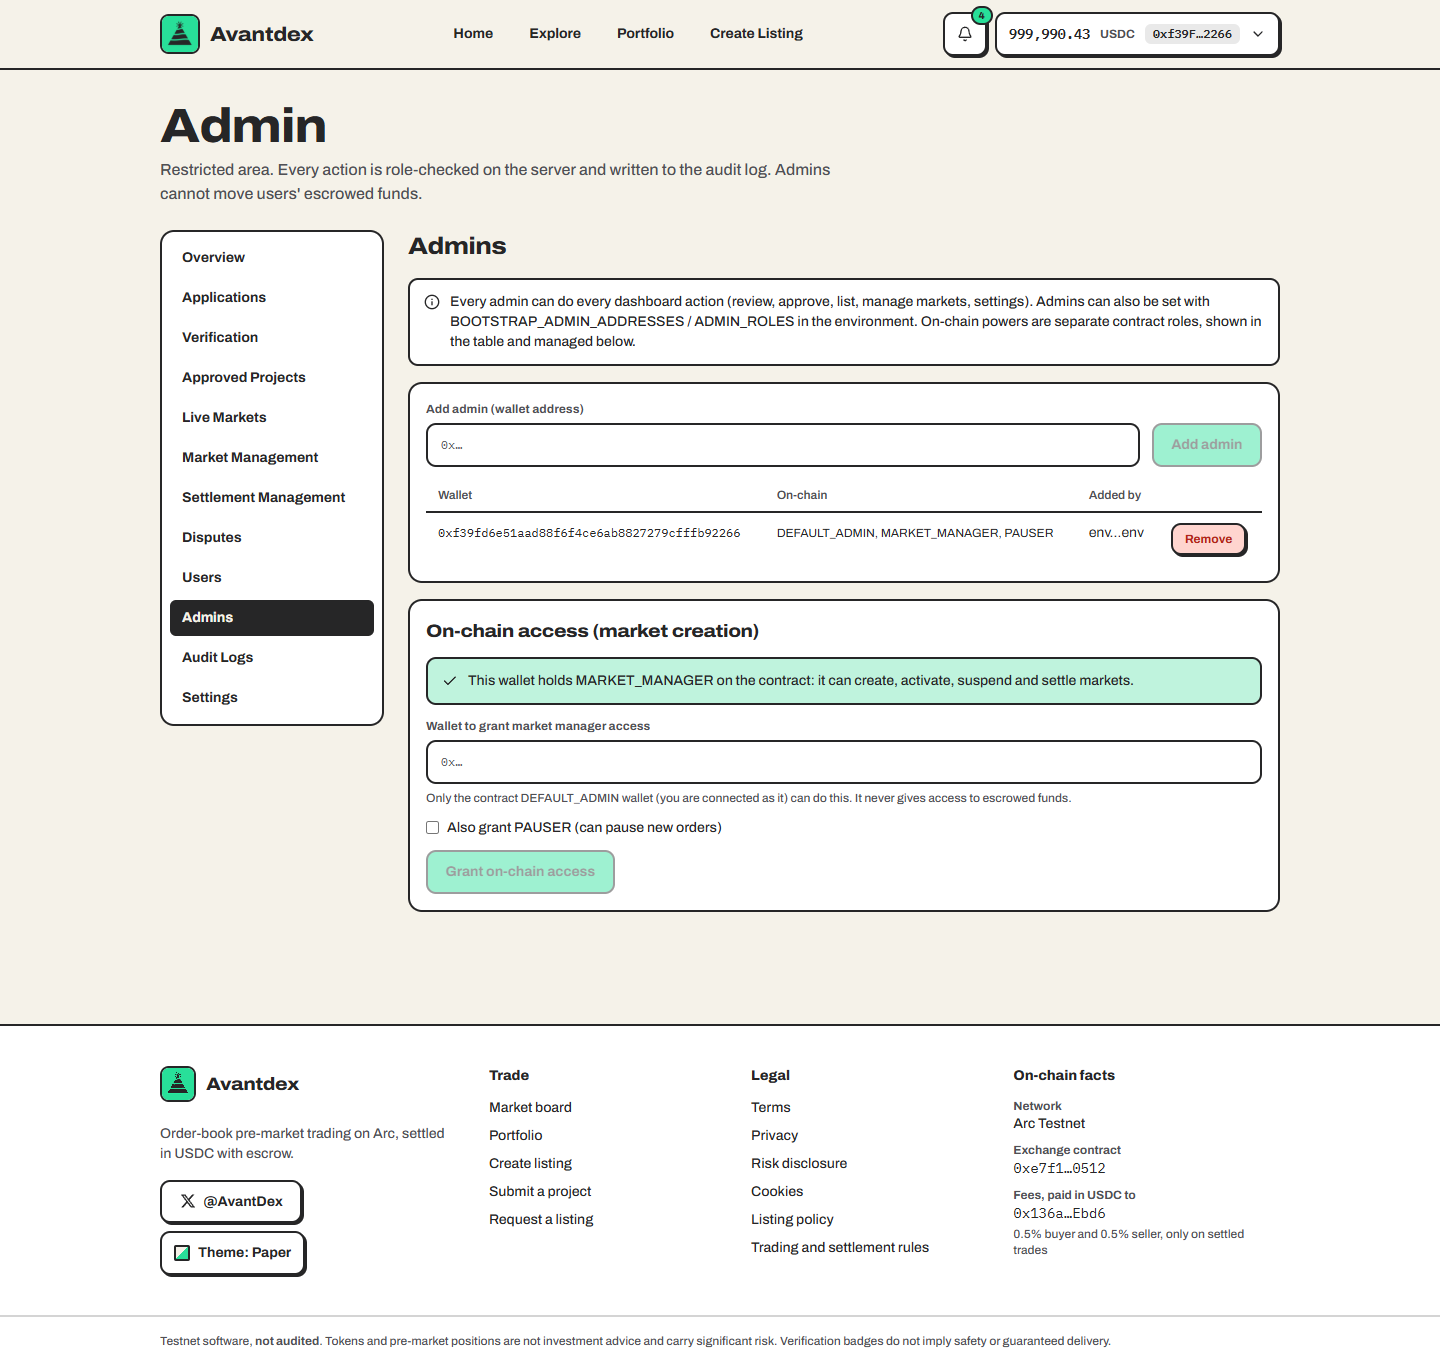 Avantdex
Home Explore Portfolio Create Listing
4
999,990.43 USDC 0xf39F…2266
Admin
Restricted area. Every action is role-checked on the server and written to the audit log. Admins
cannot move users' escrowed funds.
Overview
Applications
Verification
Approved Projects
Live Markets
Market Management
Settlement Management
Disputes
Users
Admins
Audit Logs
Settings
Admins
Every admin can do every dashboard action (review, approve, list, manage markets, settings). Admins can also be set with
BOOTSTRAP_ADMIN_ADDRESSES / ADMIN_ROLES in the environment. On-chain powers are separate contract roles, shown in
the table and managed below.
Add admin (wallet address)
0x…
Add admin
Wallet On-chain Added by
0xf39fd6e51aad88f6f4ce6ab8827279cfffb92266 DEFAULT_ADMIN, MARKET_MANAGER, PAUSER env…env Remove
On-chain access (market creation)
This wallet holds MARKET_MANAGER on the contract: it can create, activate, suspend and settle markets.
Wallet to grant market manager access
0x…
Only the contract DEFAULT_ADMIN wallet (you are connected as it) can do this. It never gives access to escrowed funds.
Also grant PAUSER (can pause new orders)
Grant on-chain access
Avantdex
Order-book pre-market trading on Arc, settled
in USDC with escrow.
@AvantDex
Theme: Paper
Trade
Market board
Portfolio
Create listing
Submit a project
Request a listing
Legal
Terms
Privacy
Risk disclosure
Cookies
Listing policy
Trading and settlement rules
On-chain facts
Network
Arc Testnet
Exchange contract
0xe7f1…0512
Fees, paid in USDC to
0x136a…Ebd6
0.5% buyer and 0.5% seller, only on settled
trades
Testnet software, not audited. Tokens and pre-market positions are not investment advice and carry significant risk. Verification badges do not imply safety or guaranteed delivery.